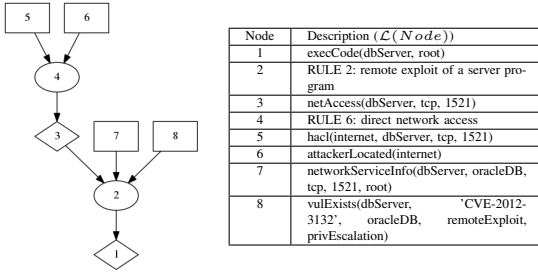 5
6
4
3
7
8
2
1
Node Description (L(Node))
1 execCode(dbServer, root)
2 RULE 2: remote exploit of a server pro-
gram
3 netAccess(dbServer, tcp, 1521)
4 RULE 6: direct network access
5 hacl(internet, dbServer, tcp, 1521)
6 attackerLocated(internet)
7 networkServiceInfo(dbServer, oracleDB,
tcp, 1521, root)
8 vulExists(dbServer, 'CVE-2012-
3132', oracleDB, remoteExploit,
privEscalation)